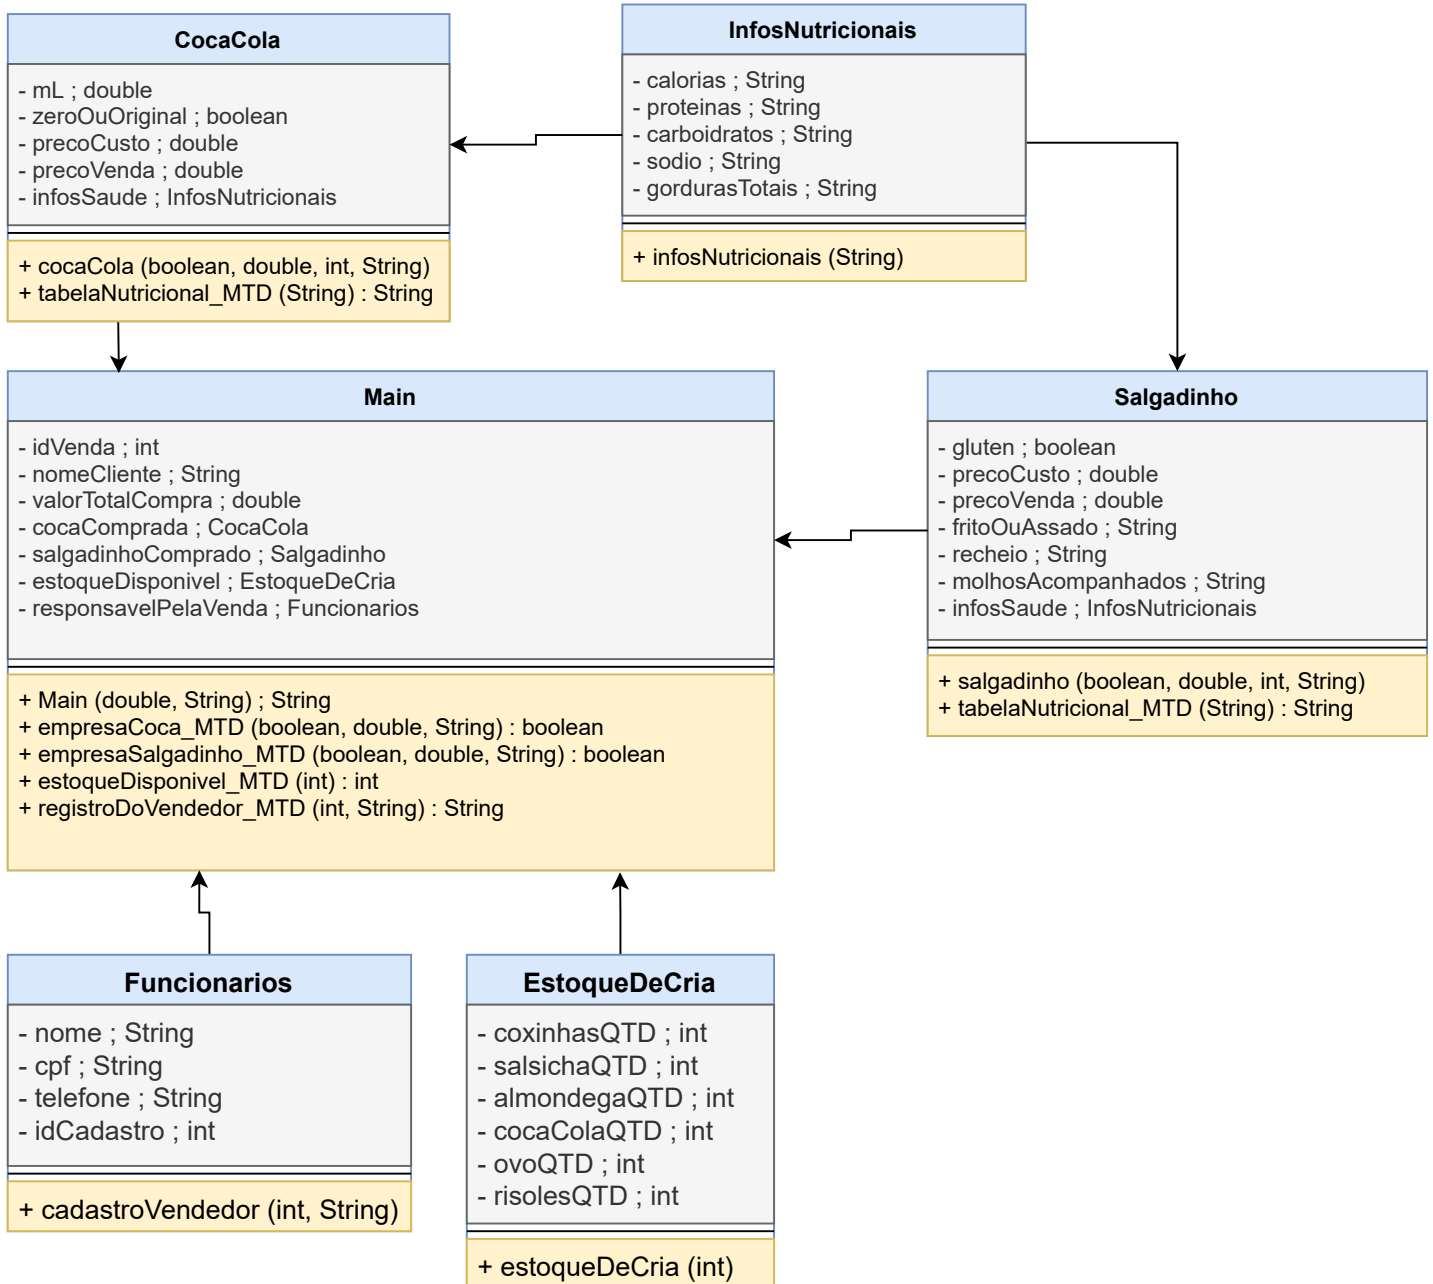 CocaCola
- mL ; double
- zeroOuOriginal ; boolean
- precoCusto ; double
- precoVenda ; double
- infosSaude ; InfosNutricionais
+ cocaCola (boolean, double, int, String)
+ tabelaNutricional_MTD (String) : String
InfosNutricionais
- calorias ; String
- proteinas ; String
- carboidratos ; String
- sodio ; String
- gordurasTotais ; String
+ infosNutricionais (String)
Main
- idVenda ; int
- nomeCliente ; String
- valorTotalCompra ; double
- cocaComprada ; CocaCola
- salgadinhoComprado ; Salgadinho
- estoqueDisponivel ; EstoqueDeCria
- responsavelPelaVenda ; Funcionarios
+ Main (double, String) ; String
+ empresaCoca_MTD (boolean, double, String) : boolean
+ empresaSalgadinho_MTD (boolean, double, String) : boolean
+ estoqueDisponivel_MTD (int) : int
+ registroDoVendedor_MTD (int, String) : String
Salgadinho
- gluten ; boolean
- precoCusto ; double
- precoVenda ; double
- fritoOuAssado ; String
- recheio ; String
- molhosAcompanhados ; String
- infosSaude ; InfosNutricionais
+ salgadinho (boolean, double, int, String)
+ tabelaNutricional_MTD (String) : String
Funcionarios
- nome ; String
- cpf ; String
- telefone ; String
- idCadastro ; int
+ cadastroVendedor (int, String)
EstoqueDeCria
- coxinhasQTD ; int
- salsichaQTD ; int
- almondegaQTD ; int
- cocaColaQTD ; int
- ovoQTD ; int
- risolesQTD ; int
+ estoqueDeCria (int)